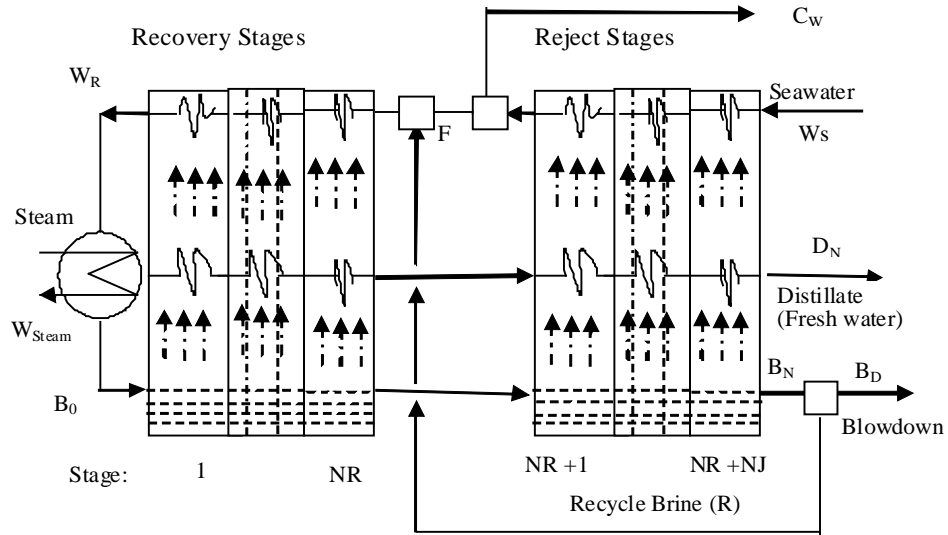 C_W
Recovery Stages
Reject Stages
W_R
Seawater
F
Ws
Steam
D_N
Distillate
(Fresh water)
W_Steam
B_N
B_D
B_0
Blowdown
Stage:
1
NR
NR +1
NR +NJ
Recycle Brine (R)